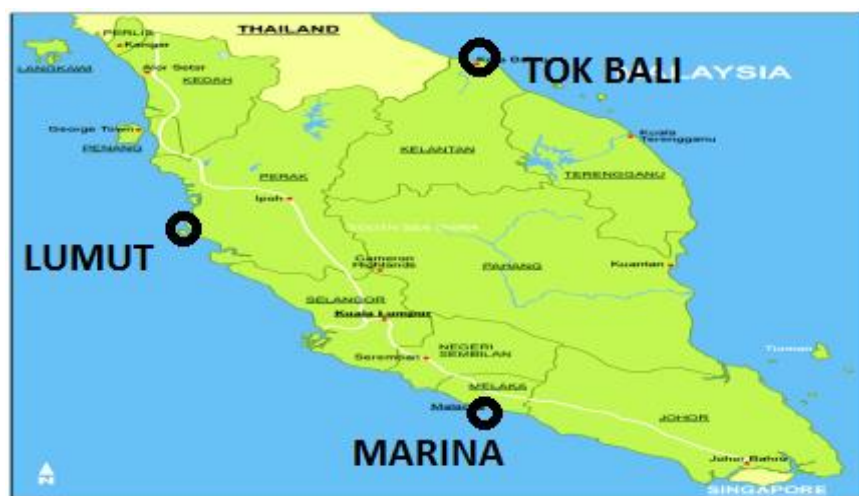 THAILAND
PERLIS
Kangar
LANGKAWI
Alor Setar
KEDAH
TOK BALI
MALAYSIA
George Town
PENANG
KELANTAN
Kuala
Terengganu
TERENGGANU
PERAK
Ipoh
LUMUT
Cameron
Highlands
PAHANG
Kuantan
SELANGOR
Kuala Lumpur
NEGERI
SEMBILAN
Seremban
Tioman
MELAKA
JOHOR
MARINA
Johor Bahru
SINGAPORE
N